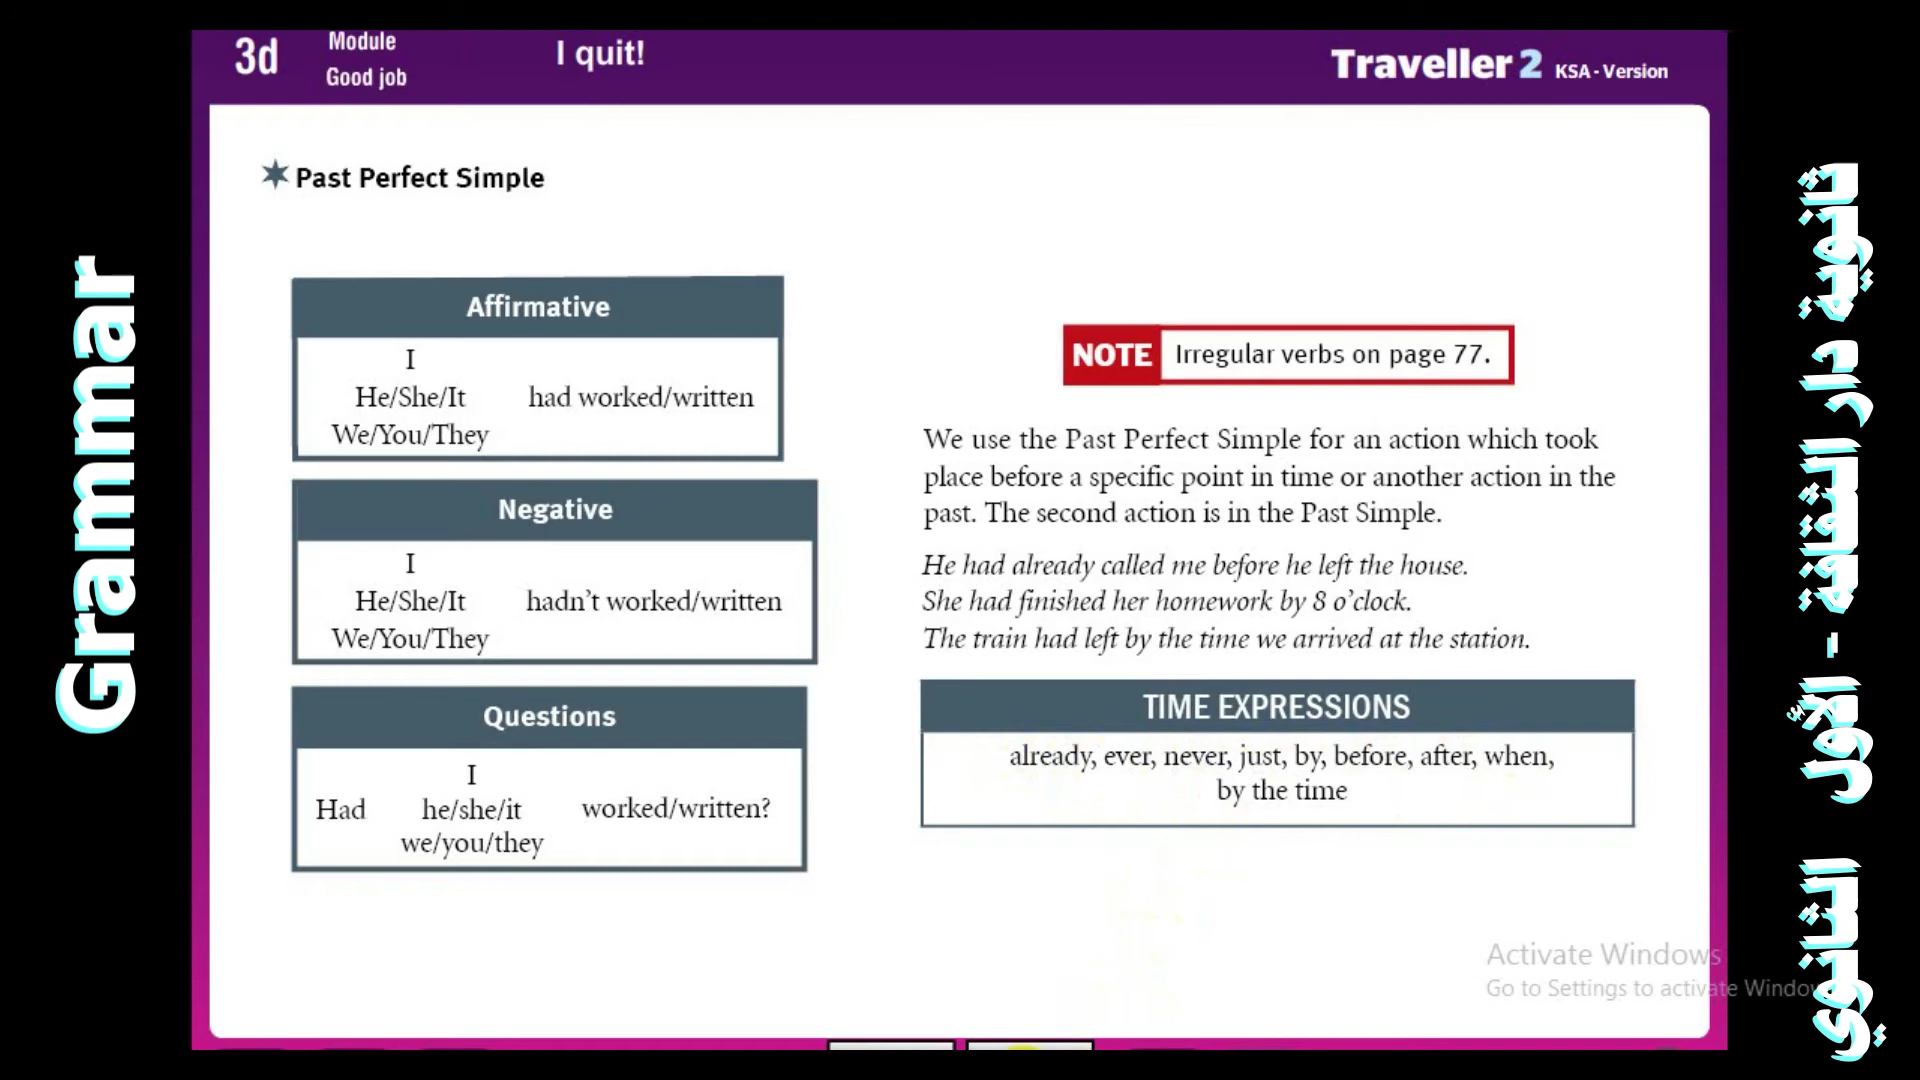 3d
Module
Good job
I quit!
Traveller 2 KSA - Version
Grammar
Past Perfect Simple
Affirmative
I
He/She/It had worked/written
We/You/They
Negative
I
He/She/It hadn't worked/written
We/You/They
Questions
I
Had he/she/it worked/written?
we/you/they
NOTE Irregular verbs on page 77.
We use the Past Perfect Simple for an action which took
place before a specific point in time or another action in the
past. The second action is in the Past Simple.
He had already called me before he left the house.
She had finished her homework by 8 o'clock.
The train had left by the time we arrived at the station.
TIME EXPRESSIONS
already, ever, never, just, by, before, after, when,
by the time
Activate Windows
Go to Settings to activate Window
ثانوية دار الثقلية - الأول الثانوي